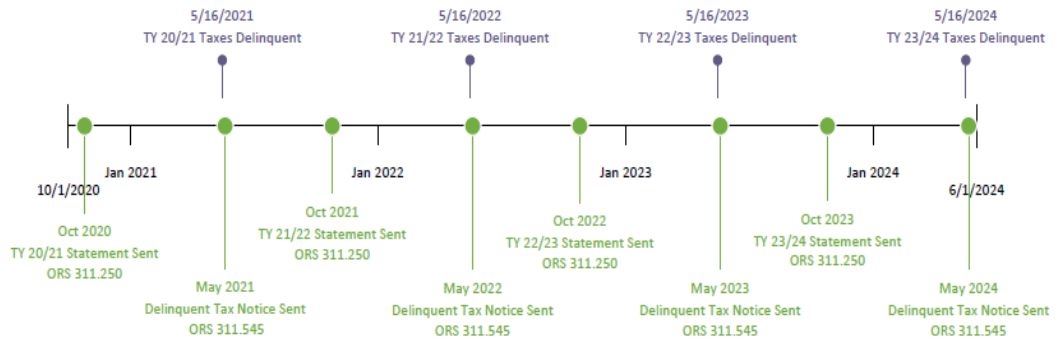 5/16/2021
TY 20/21 Taxes Delinquent
5/16/2022
TY 21/22 Taxes Delinquent
5/16/2023
TY 22/23 Taxes Delinquent
5/16/2024
TY 23/24 Taxes Delinquent
Jan 2021
Jan 2022
Jan 2023
Jan 2024
10/1/2020
6/1/2024
Oct 2020
TY 20/21 Statement Sent
ORS 311.250
Oct 2021
TY 21/22 Statement Sent
ORS 311.250
Oct 2022
TY 22/23 Statement Sent
ORS 311.250
Oct 2023
TY 23/24 Statement Sent
ORS 311.250
May 2021
Delinquent Tax Notice Sent
ORS 311.545
May 2022
Delinquent Tax Notice Sent
ORS 311.545
May 2023
Delinquent Tax Notice Sent
ORS 311.545
May 2024
Delinquent Tax Notice Sent
ORS 311.545